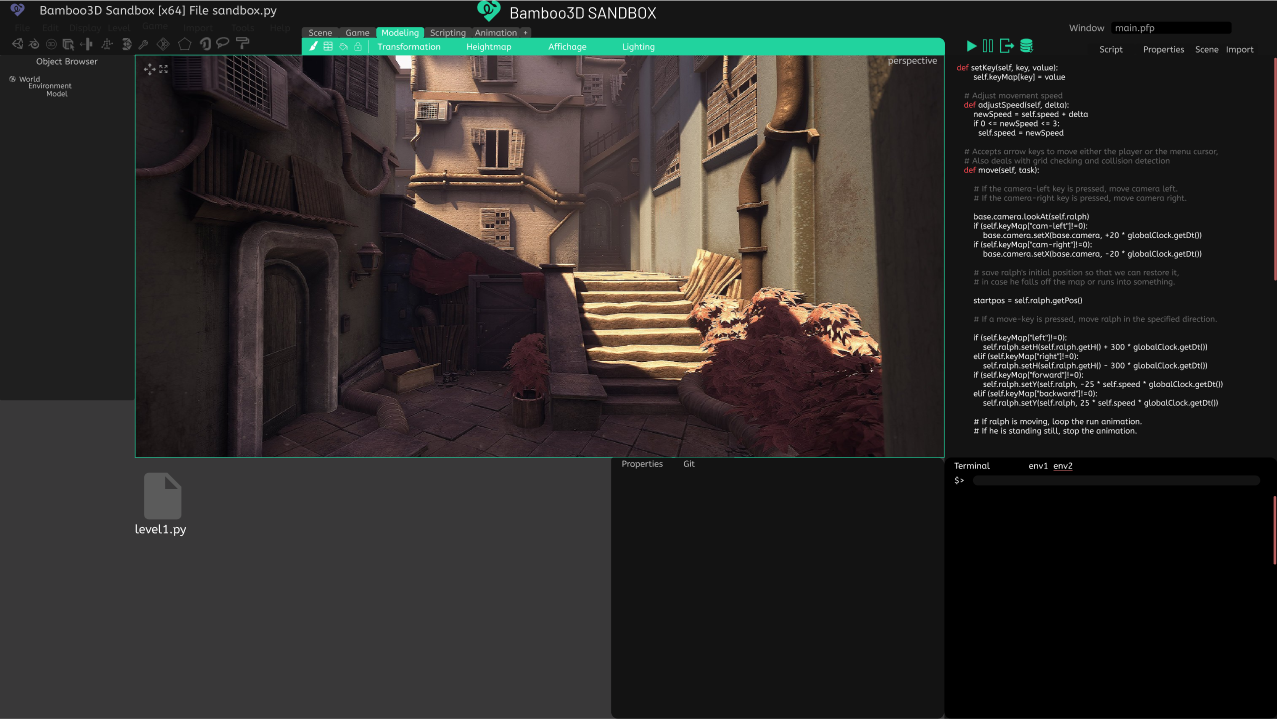 Bamboo3D Sandbox [x64] File sandbox.py
Bamboo3D SANDBOX
File Edit Display Level Game Import Tools Help
Scene Game Modeling Scripting Animation +
Window main.pfp
Transformation Heightmap Affichage Lighting
Script Properties Scene Import
Object Browser
World
Environment
Model
perspective
def setKey(self, key, value):
self.keyMap[key] = value
# Adjust movement speed
def adjustSpeed(self, delta):
newSpeed = self.speed + delta
if 0 <= newSpeed <= 3:
self.speed = newSpeed
# Accepts arrow keys to move either the player or the menu cursor,
# Also deals with grid checking and collision detection
def move(self, task):
# If the camera-left key is pressed, move camera left.
# If the camera-right key is pressed, move camera right.
base.camera.lookAt(self.ralph)
if (self.keyMap["cam-left"]!=0):
base.camera.setX(base.camera, +20 * globalClock.getDt())
if (self.keyMap["cam-right"]!=0):
base.camera.setX(base.camera, -20 * globalClock.getDt())
# save ralph's initial position so that we can restore it,
# in case he falls off the map or runs into something.
startpos = self.ralph.getPos()
# If a move-key is pressed, move ralph in the specified direction.
if (self.keyMap["left"]!=0):
self.ralph.setH(self.ralph.getH() + 300 * globalClock.getDt())
elif (self.keyMap["right"]!=0):
self.ralph.setH(self.ralph.getH() - 300 * globalClock.getDt())
if (self.keyMap["forward"]!=0):
self.ralph.setY(self.ralph, -25 * self.speed * globalClock.getDt())
elif (self.keyMap["backward"]!=0):
self.ralph.setY(self.ralph, 25 * self.speed * globalClock.getDt())
# If ralph is moving, loop the run animation.
# If he is standing still, stop the animation.
level1.py
Properties Git
Terminal env1 env2
$>